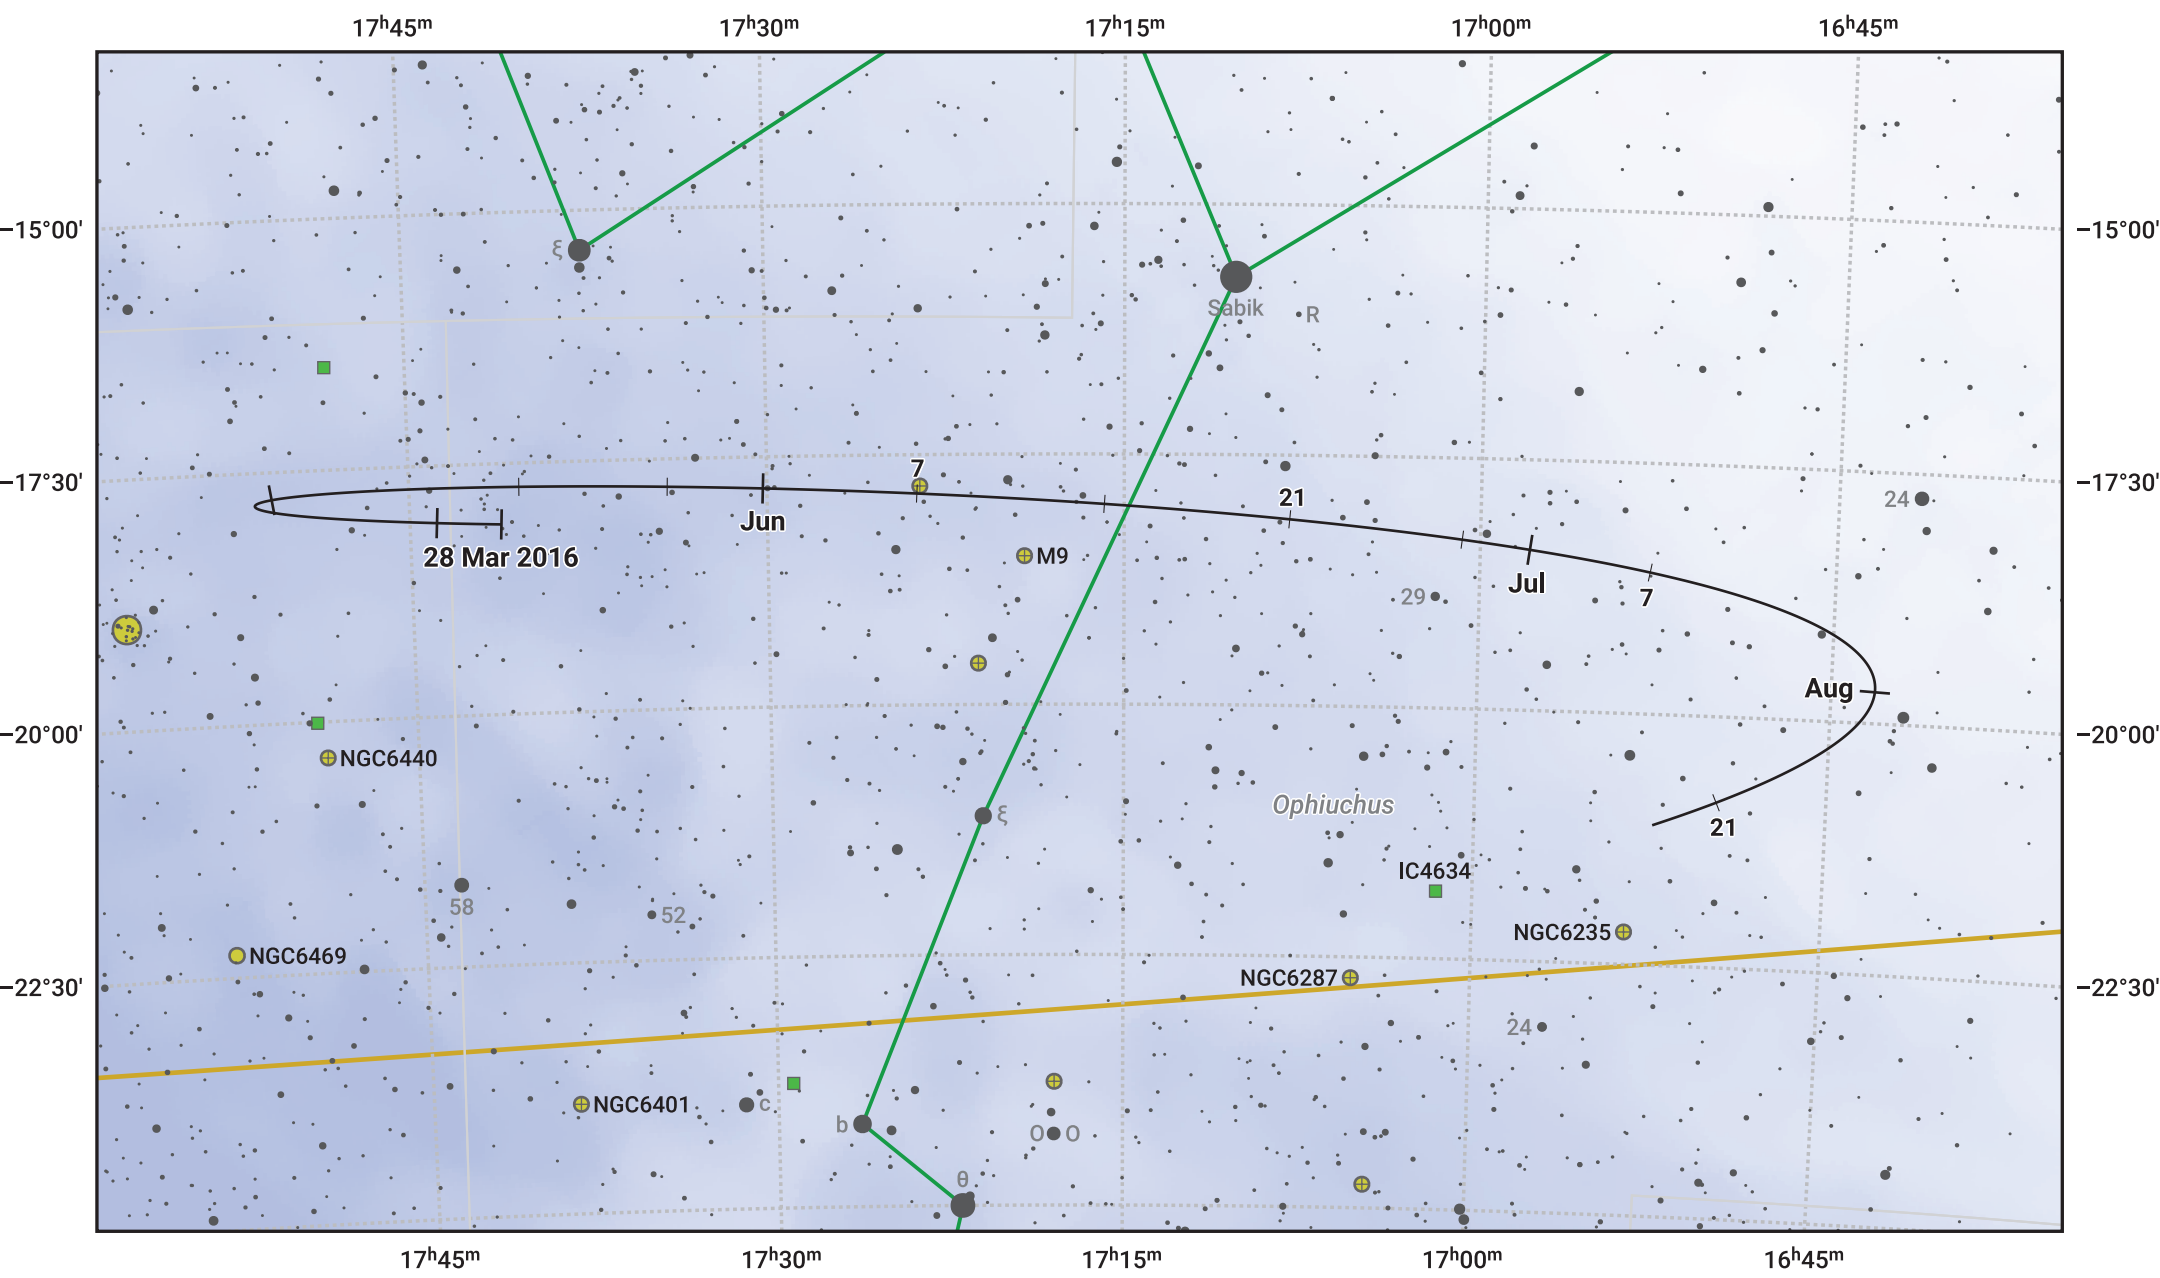 17h45m 17h30m 17h15m 17h00m 16h45m
−15°00' −15°00'
ξ
Sabik R
−17°30' 7 −17°30'
21 24
Jun
28 Mar 2016 M9
Jul
29 7
Aug
−20°00' −20°00'
NGC6440
Ophiuchus
ξ 21
IC4634
58 52
NGC6235
NGC6469
NGC6287
−22°30' −22°30'
24
NGC6401 c
b O O
θ
17h45m 17h30m 17h15m 17h00m 16h45m